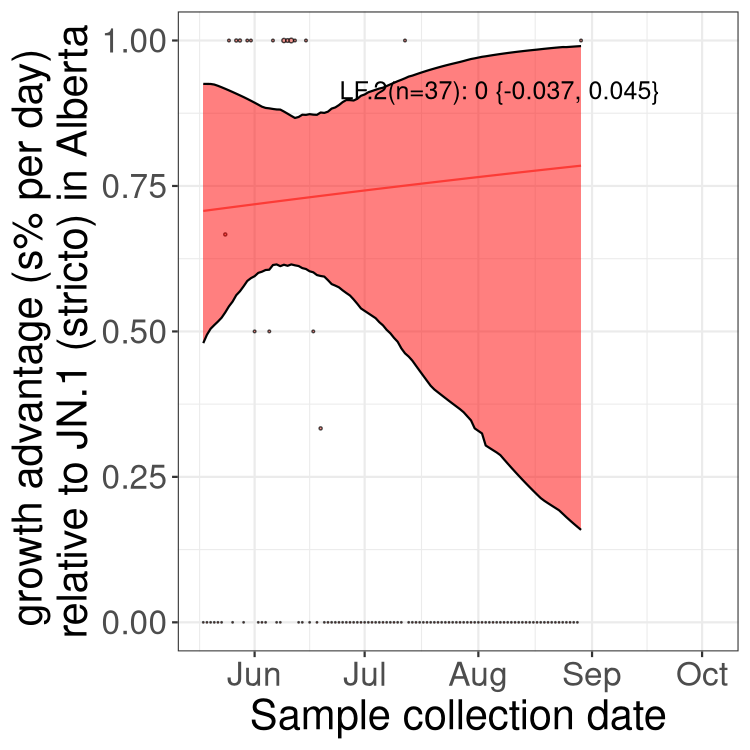 growth advantage (s% per day)
relative to JN.1 (stricto) in Alberta
1.00
0.75
0.50
0.25
0.00
LF.2(n=37): 0 {-0.037, 0.045}
Jun Jul Aug Sep Oct
Sample collection date